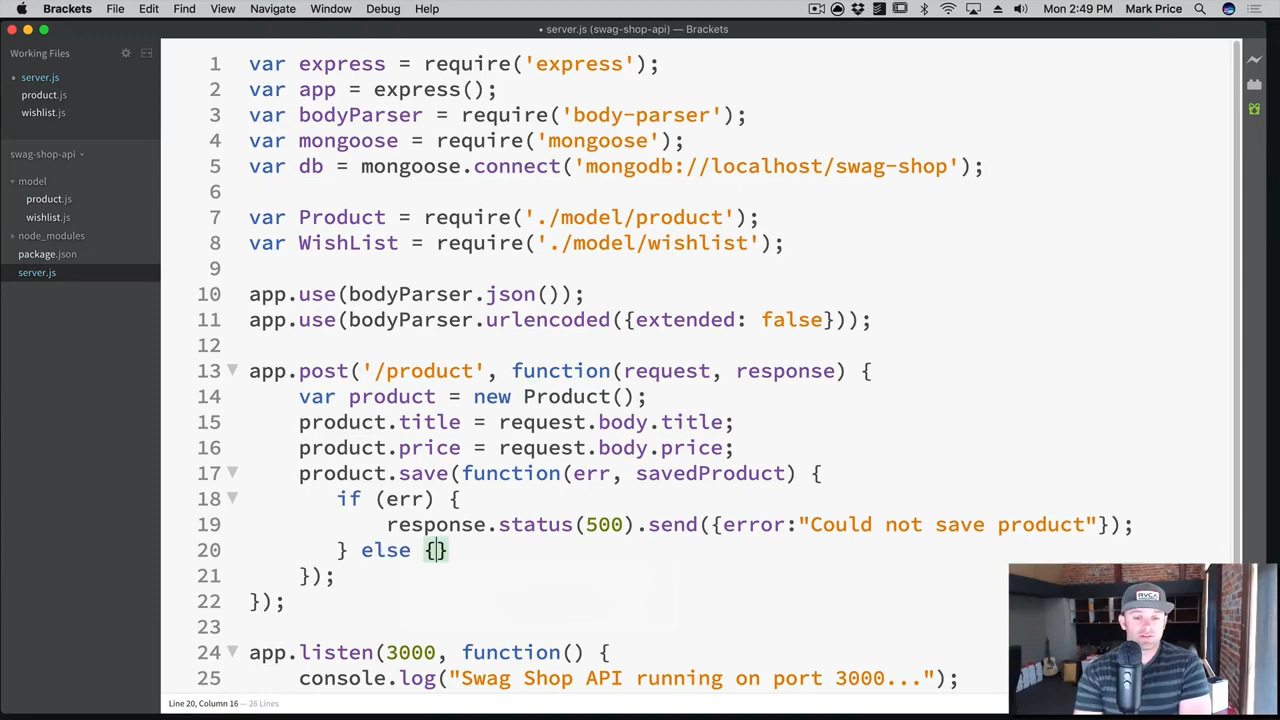 Brackets File Edit Find View Navigate Window Debug Help Mon 2:49 PM Mark Price
server.js (swag-shop-api) — Brackets
Working Files
server.js
product.js
wishlist.js
swag-shop-api
model
product.js
wishlist.js
node_modules
package.json
server.js
1 var express = require('express');
2 var app = express();
3 var bodyParser = require('body-parser');
4 var mongoose = require('mongoose');
5 var db = mongoose.connect('mongodb://localhost/swag-shop');
6
7 var Product = require('./model/product');
8 var WishList = require('./model/wishlist');
9
10 app.use(bodyParser.json());
11 app.use(bodyParser.urlencoded({extended: false}));
12
13 app.post('/product', function(request, response) {
14 var product = new Product();
15 product.title = request.body.title;
16 product.price = request.body.price;
17 product.save(function(err, savedProduct) {
18 if (err) {
19 response.status(500).send({error:"Could not save product"});
20 } else {}
21 });
22 });
23
24 app.listen(3000, function() {
25 console.log("Swag Shop API running on port 3000...");
Line 20, Column 16 — 26 Lines
RVCA